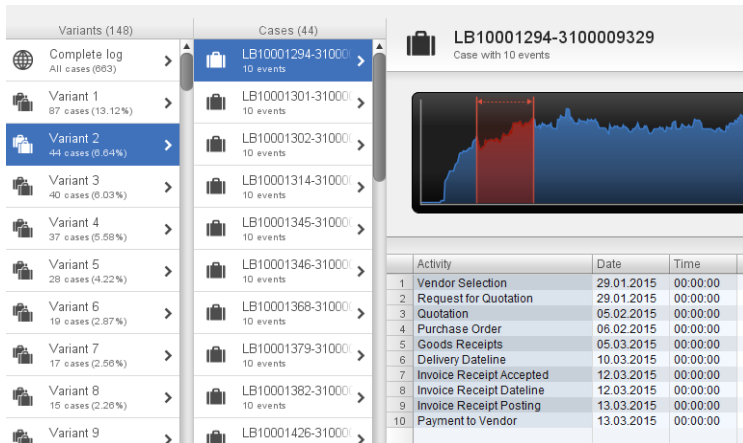 Variants (148)
Complete log
All cases (663)
Variant 1
87 cases (13.12%)
Variant 2
44 cases (6.64%)
Variant 3
40 cases (6.03%)
Variant 4
37 cases (5.58%)
Variant 5
28 cases (4.22%)
Variant 6
19 cases (2.87%)
Variant 7
17 cases (2.56%)
Variant 8
15 cases (2.26%)
Variant 9
Cases (44)
LB10001294-31000
10 events
LB10001301-31000
10 events
LB10001302-31000
10 events
LB10001314-31000
10 events
LB10001345-31000
10 events
LB10001346-31000
10 events
LB10001368-31000
10 events
LB10001379-31000
10 events
LB10001382-31000
10 events
LB10001426-31000
LB10001294-3100009329
Case with 10 events
Activity Date Time
1 Vendor Selection 29.01.2015 00:00:00
2 Request for Quotation 29.01.2015 00:00:00
3 Quotation 05.02.2015 00:00:00
4 Purchase Order 06.02.2015 00:00:00
5 Goods Receipts 05.03.2015 00:00:00
6 Delivery Dateline 10.03.2015 00:00:00
7 Invoice Receipt Accepted 12.03.2015 00:00:00
8 Invoice Receipt Dateline 12.03.2015 00:00:00
9 Invoice Receipt Posting 13.03.2015 00:00:00
10 Payment to Vendor 13.03.2015 00:00:00